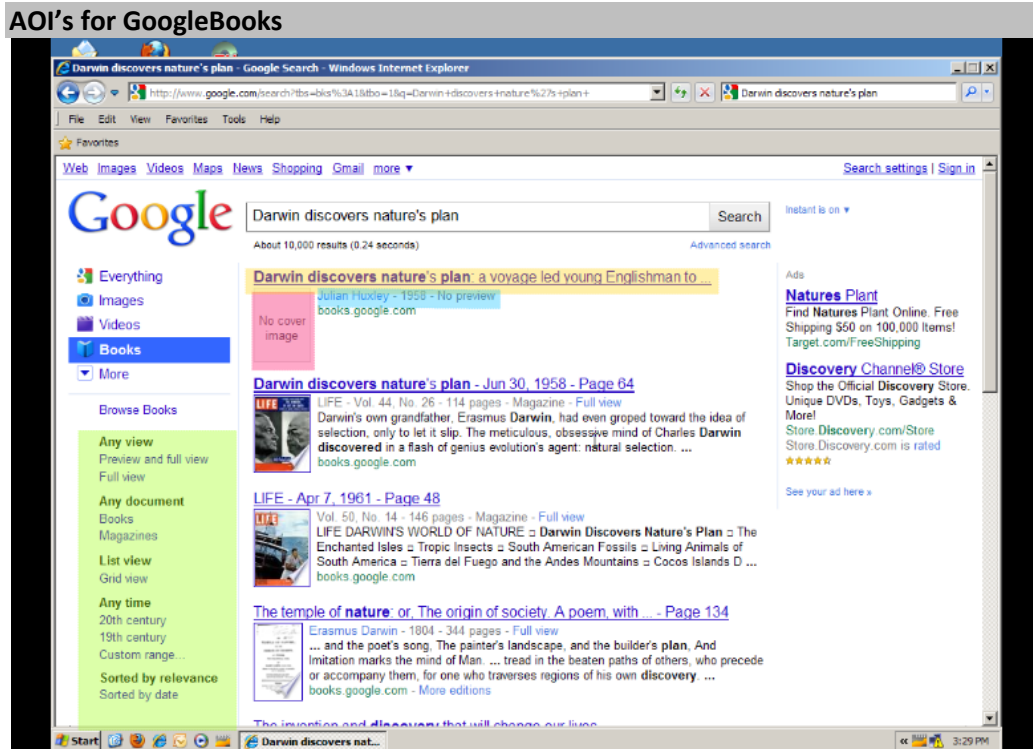 AOI's for GoogleBooks
Darwin discovers nature's plan - Google Search - Windows Internet Explorer
http://www.google.com/search?tbs=bks%3A1&tbo=1&q=Darwin+discovers+nature%27s+plan+
Darwin discovers nature's plan
File Edit View Favorites Tools Help
Favorites
Web Images Videos Maps News Shopping Gmail more ▼
Search settings | Sign in
Google
Darwin discovers nature's plan
Search
Instant is on ▼
About 10,000 results (0.24 seconds)
Advanced search
Everything
Images
Videos
Books
More
Browse Books
Any view
Preview and full view
Full view
Any document
Books
Magazines
List view
Grid view
Any time
20th century
19th century
Custom range...
Sorted by relevance
Sorted by date
Darwin discovers nature's plan: a voyage led young Englishman to ...
No cover
image
Julian Huxley - 1958 - No preview
books.google.com
Darwin discovers nature's plan - Jun 30, 1958 - Page 64
LIFE
LIFE - Vol. 44, No. 26 - 114 pages - Magazine - Full view
Darwin's own grandfather, Erasmus Darwin, had even groped toward the idea of
selection, only to let it slip. The meticulous, obsessive mind of Charles Darwin
discovered in a flash of genius evolution's agent: natural selection. ...
books.google.com
LIFE - Apr 7, 1961 - Page 48
LIFE
Vol. 50, No. 14 - 146 pages - Magazine - Full view
LIFE DARWIN'S WORLD OF NATURE □ Darwin Discovers Nature's Plan □ The
Enchanted Isles □ Tropic Insects □ South American Fossils □ Living Animals of
South America □ Tierra del Fuego and the Andes Mountains □ Cocos Islands D ...
books.google.com
The temple of nature: or, The origin of society. A poem, with ... - Page 134
Erasmus Darwin - 1804 - 344 pages - Full view
... and the poet's song, The painter's landscape, and the builder's plan, And
Imitation marks the mind of Man. ... tread in the beaten paths of others, who precede
or accompany them, for one who traverses regions of his own discovery. ...
books.google.com - More editions
The invention and discovery that will change our lives
Ads
Natures Plant
Find Natures Plant Online. Free
Shipping $50 on 100,000 Items!
Target.com/FreeShipping
Discovery Channel® Store
Shop the Official Discovery Store.
Unique DVDs, Toys, Gadgets &
More!
Store.Discovery.com/Store
Store.Discovery.com is rated
See your ad here »
Start
Darwin discovers nat...
3:29 PM